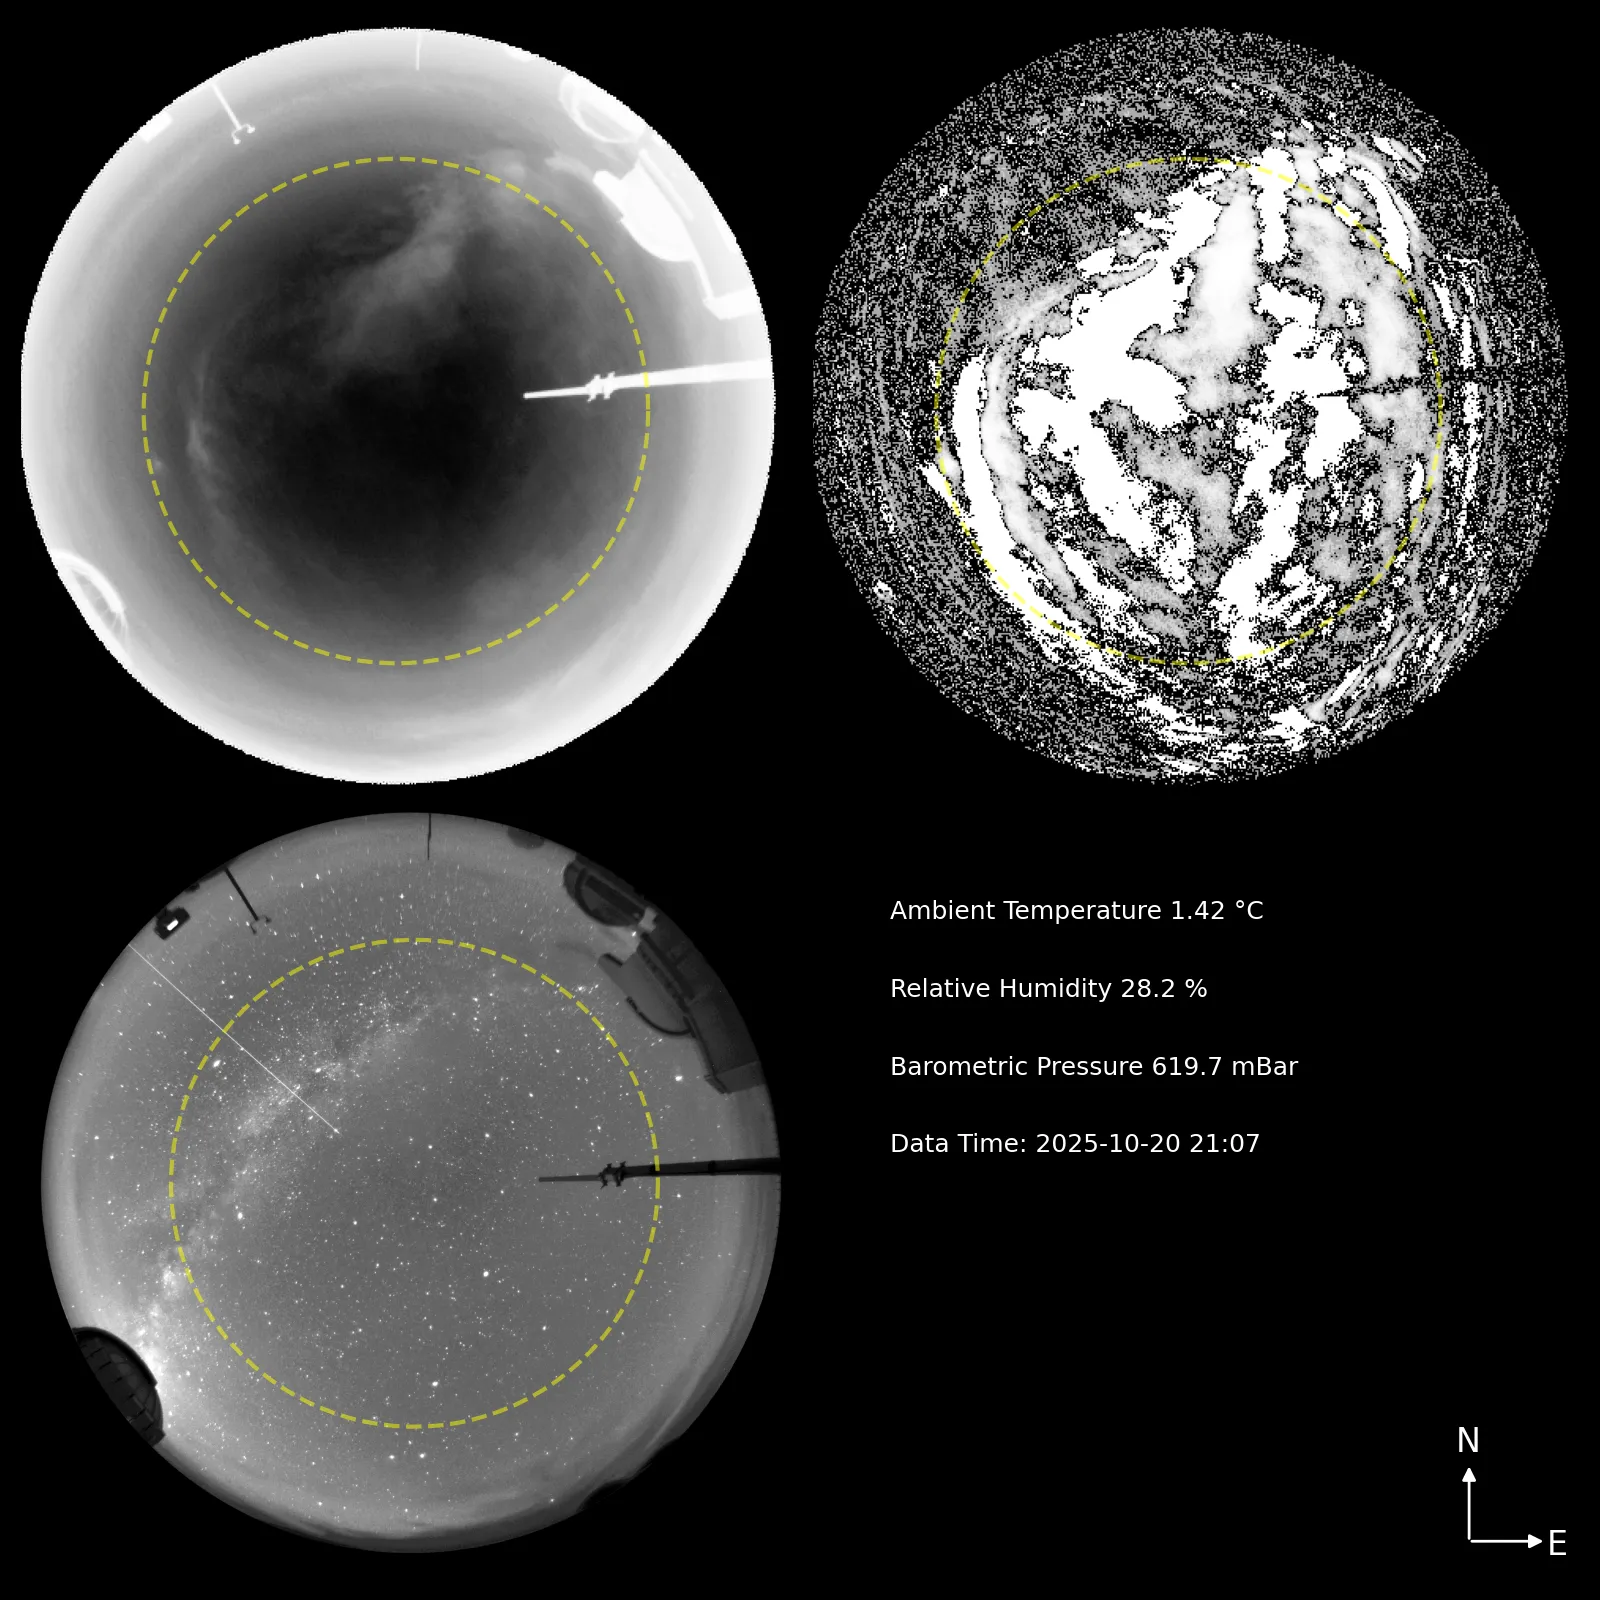 Ambient Temperature 1.42 °C
Relative Humidity 28.2 %
Barometric Pressure 619.7 mBar
Data Time: 2025-10-20 21:07
N
E